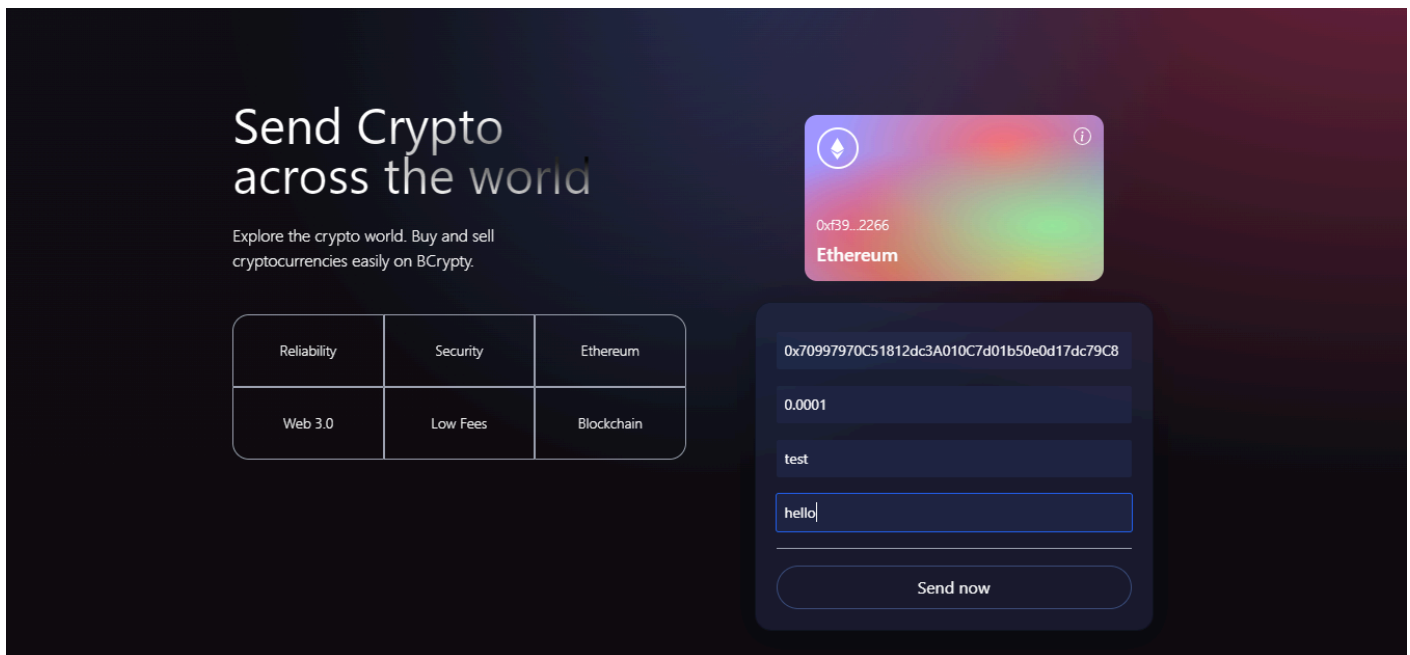 Send Crypto
across the world
Explore the crypto world. Buy and sell
cryptocurrencies easily on BCrypty.
Reliability
Security
Ethereum
Web 3.0
Low Fees
Blockchain
0xf39...2266
Ethereum
0x70997970C51812dc3A010C7d01b50e0d17dc79C8
0.0001
test
hello
Send now